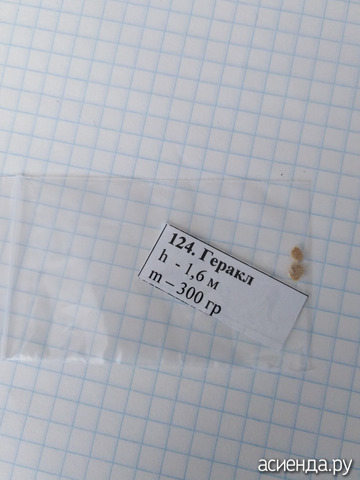 124. Геракл
h - 1,6 м
m – 300 гр
асиенда.ру